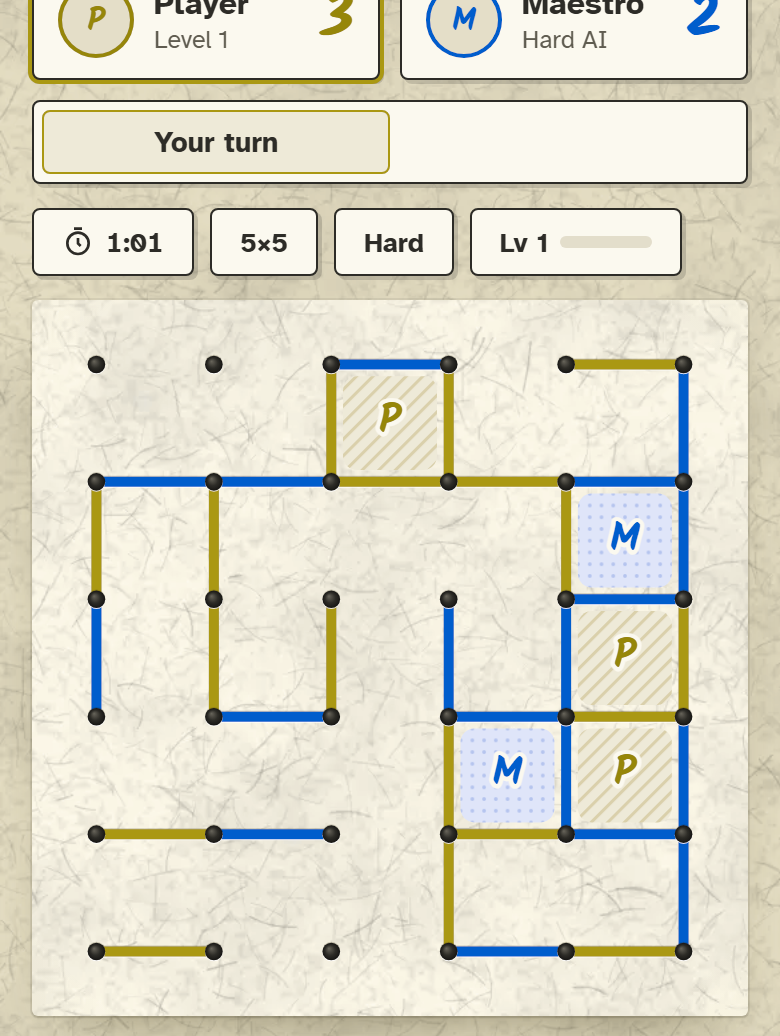 P Player 3
Level 1
M Maestro 2
Hard AI
Your turn
1:01 5×5 Hard Lv 1
P
M
P
M P